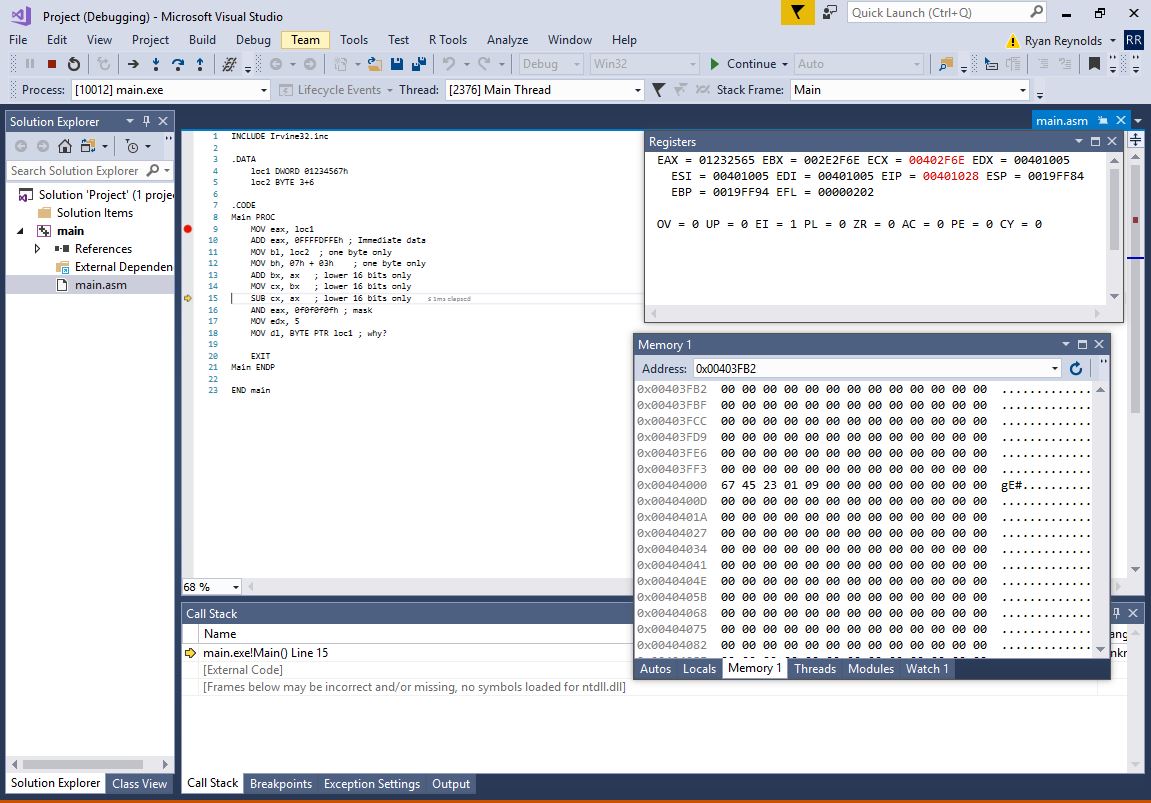 Project (Debugging) - Microsoft Visual Studio
Quick Launch (Ctrl+Q)
File Edit View Project Build Debug Team Tools Test R Tools Analyze Window Help
Ryan Reynolds RR
Debug Win32 Continue Auto
Process: [10012] main.exe Lifecycle Events Thread: [2376] Main Thread Stack Frame: Main
Solution Explorer
Search Solution Explorer
Solution 'Project' (1 proje
Solution Items
main
References
External Dependen
main.asm
Solution Explorer Class View
main.asm
1 INCLUDE Irvine32.inc
2
3 .DATA
4 loc1 DWORD 01234567h
5 loc2 BYTE 3+6
6
7 .CODE
8 Main PROC
9 MOV eax, loc1
10 ADD eax, 0FFFFDFFEh ; Immediate data
11 MOV bl, loc2 ; one byte only
12 MOV bh, 07h + 03h ; one byte only
13 ADD bx, ax ; lower 16 bits only
14 MOV cx, bx ; lower 16 bits only
15 SUB cx, ax ; lower 16 bits only ≤ 1ms elapsed
16 AND eax, 0f0f0f0fh ; mask
17 MOV edx, 5
18 MOV dl, BYTE PTR loc1 ; why?
19
20 EXIT
21 Main ENDP
22
23 END main
68 %
Registers
EAX = 01232565 EBX = 002E2F6E ECX = 00402F6E EDX = 00401005
ESI = 00401005 EDI = 00401005 EIP = 00401028 ESP = 0019FF84
EBP = 0019FF94 EFL = 00000202
OV = 0 UP = 0 EI = 1 PL = 0 ZR = 0 AC = 0 PE = 0 CY = 0
Memory 1
Address: 0x00403FB2
0x00403FB2 00 00 00 00 00 00 00 00 00 00 00 00 00 .............
0x00403FBF 00 00 00 00 00 00 00 00 00 00 00 00 00 .............
0x00403FCC 00 00 00 00 00 00 00 00 00 00 00 00 00 .............
0x00403FD9 00 00 00 00 00 00 00 00 00 00 00 00 00 .............
0x00403FE6 00 00 00 00 00 00 00 00 00 00 00 00 00 .............
0x00403FF3 00 00 00 00 00 00 00 00 00 00 00 00 00 .............
0x00404000 67 45 23 01 09 00 00 00 00 00 00 00 00 gE#..........
0x0040400D 00 00 00 00 00 00 00 00 00 00 00 00 00 .............
0x0040401A 00 00 00 00 00 00 00 00 00 00 00 00 00 .............
0x00404027 00 00 00 00 00 00 00 00 00 00 00 00 00 .............
0x00404034 00 00 00 00 00 00 00 00 00 00 00 00 00 .............
0x00404041 00 00 00 00 00 00 00 00 00 00 00 00 00 .............
0x0040404E 00 00 00 00 00 00 00 00 00 00 00 00 00 .............
0x0040405B 00 00 00 00 00 00 00 00 00 00 00 00 00 .............
0x00404068 00 00 00 00 00 00 00 00 00 00 00 00 00 .............
0x00404075 00 00 00 00 00 00 00 00 00 00 00 00 00 .............
0x00404082 00 00 00 00 00 00 00 00 00 00 00 00 00 .............
Autos Locals Memory 1 Threads Modules Watch 1
Call Stack
Name ang
main.exe!Main() Line 15 nkn
[External Code]
[Frames below may be incorrect and/or missing, no symbols loaded for ntdll.dll]
Call Stack Breakpoints Exception Settings Output